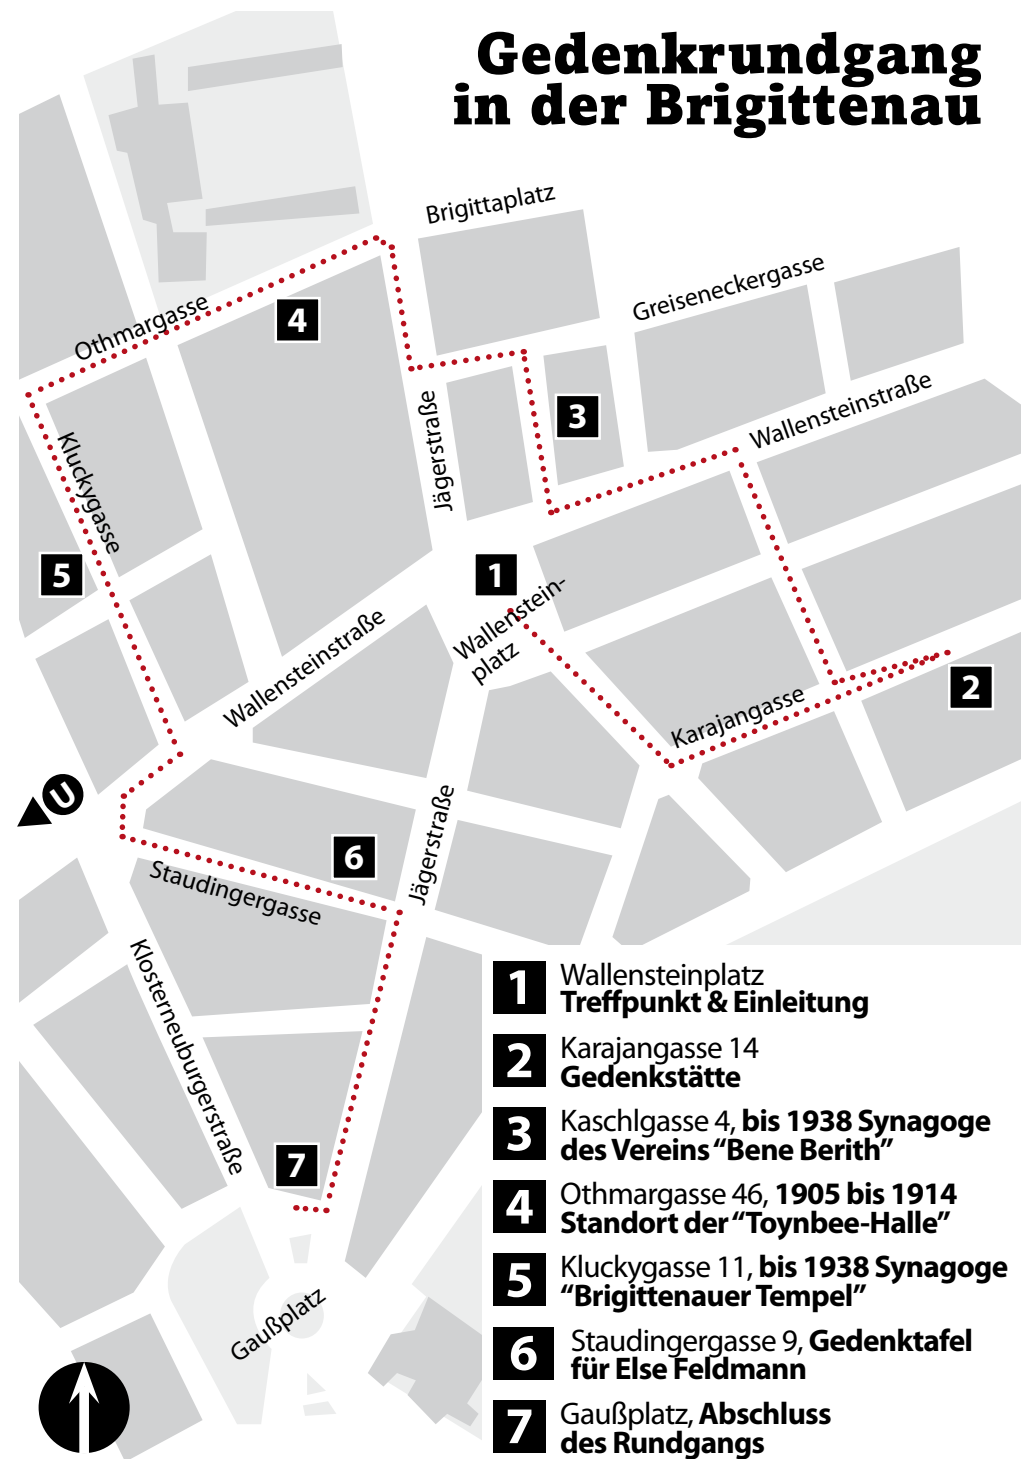 Gedenkrundgang
in der Brigittenau
Brigittaplatz
Greiseneckergasse
Othmargasse
4
Wallensteinstraße
Jägerstraße
3
Kluckygasse
5
1
Wallenstein-
platz
Wallensteinstraße
2
Karajangasse
U
Jägerstraße
6
Staudingergasse
Klosterneuburgerstraße
7
Gaußplatz
1 Wallensteinplatz
Treffpunkt & Einleitung
2 Karajangasse 14
Gedenkstätte
3 Kaschlgasse 4, bis 1938 Synagoge
des Vereins “Bene Berith”
4 Othmargasse 46, 1905 bis 1914
Standort der “Toynbee-Halle”
5 Kluckygasse 11, bis 1938 Synagoge
“Brigittenauer Tempel”
6 Staudingergasse 9, Gedenktafel
für Else Feldmann
7 Gaußplatz, Abschluss
des Rundgangs